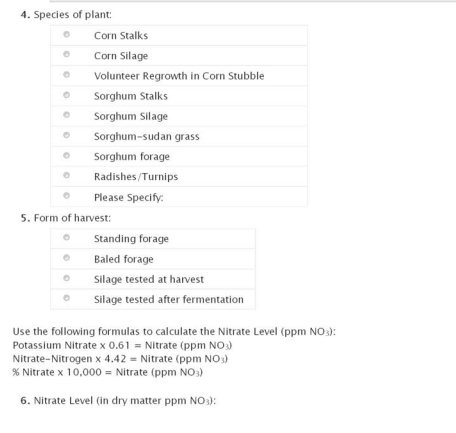 4. Species of plant:
Corn Stalks
Corn Silage
Volunteer Regrowth in Corn Stubble
Sorghum Stalks
Sorghum Silage
Sorghum-sudan grass
Sorghum forage
Radishes/Turnips
Please Specify:
5. Form of harvest:
Standing forage
Baled forage
Silage tested at harvest
Silage tested after fermentation
Use the following formulas to calculate the Nitrate Level (ppm NO3):
Potassium Nitrate x 0.61 = Nitrate (ppm NO3)
Nitrate-Nitrogen x 4.42 = Nitrate (ppm NO3)
% Nitrate x 10,000 = Nitrate (ppm NO3)
6. Nitrate Level (in dry matter ppm NO3):